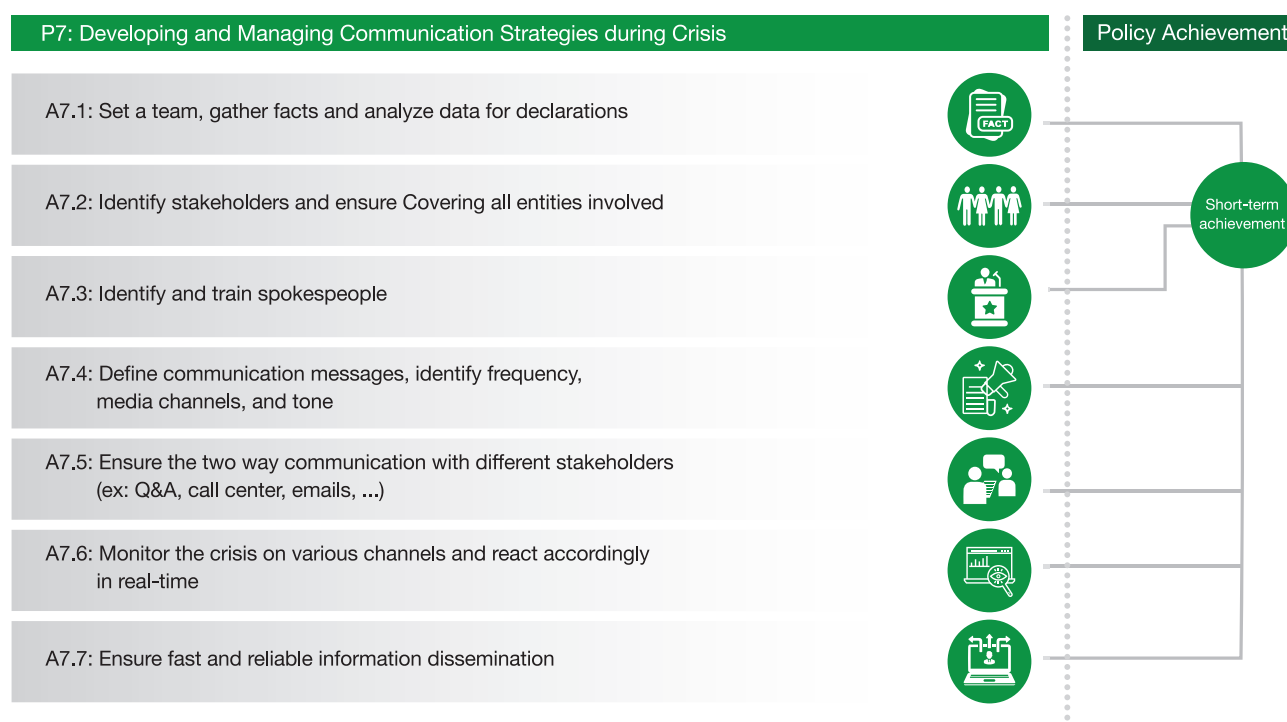 P7: Developing and Managing Communication Strategies during Crisis
Policy Achievement
A7.1: Set a team, gather facts and analyze data for declarations
FACT
A7.2: Identify stakeholders and ensure Covering all entities involved
Short-term
achievement
A7.3: Identify and train spokespeople
A7.4: Define communication messages, identify frequency,
media channels, and tone
A7.5: Ensure the two way communication with different stakeholders
(ex: Q&A, call center, emails, ...)
A7.6: Monitor the crisis on various channels and react accordingly
in real-time
A7.7: Ensure fast and reliable information dissemination